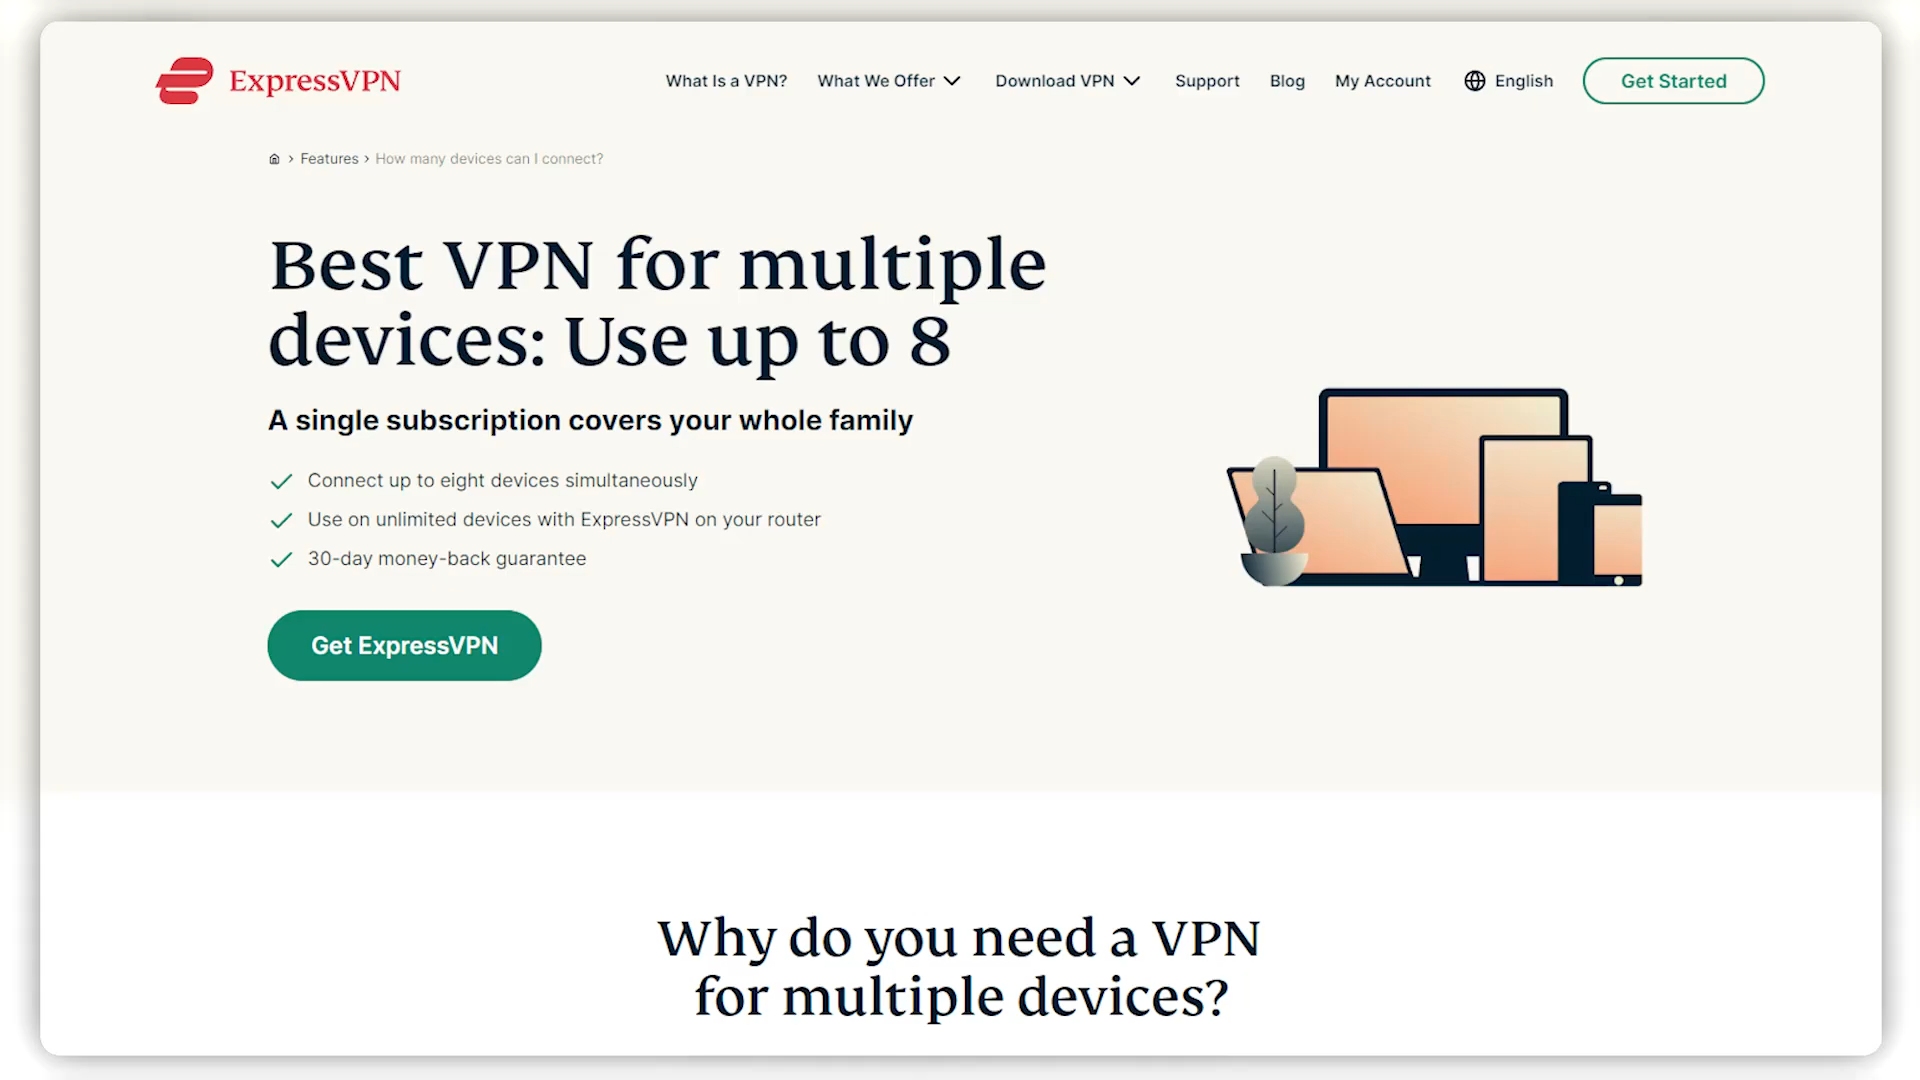 ExpressVPN
What Is a VPN? What We Offer Download VPN Support Blog My Account English Get Started
Features › How many devices can I connect?
Best VPN for multiple
devices: Use up to 8
A single subscription covers your whole family
Connect up to eight devices simultaneously
Use on unlimited devices with ExpressVPN on your router
30-day money-back guarantee
Get ExpressVPN
Why do you need a VPN
for multiple devices?